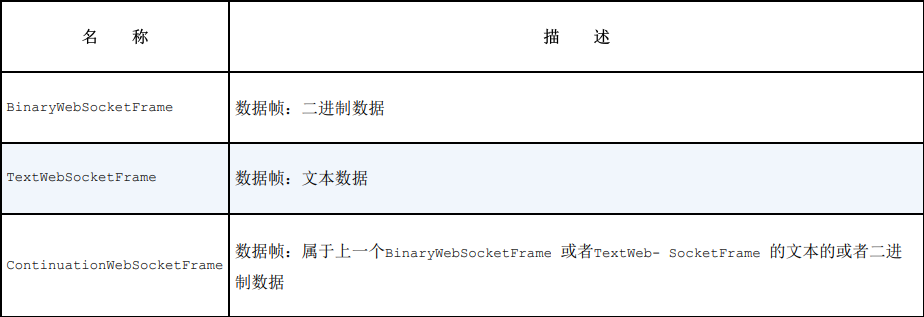 名 称 描 述
BinaryWebSocketFrame 数据帧：二进制数据
TextWebSocketFrame 数据帧：文本数据
ContinuationWebSocketFrame 数据帧：属于上一个BinaryWebSocketFrame 或者TextWeb- SocketFrame 的文本的或者二进
制数据